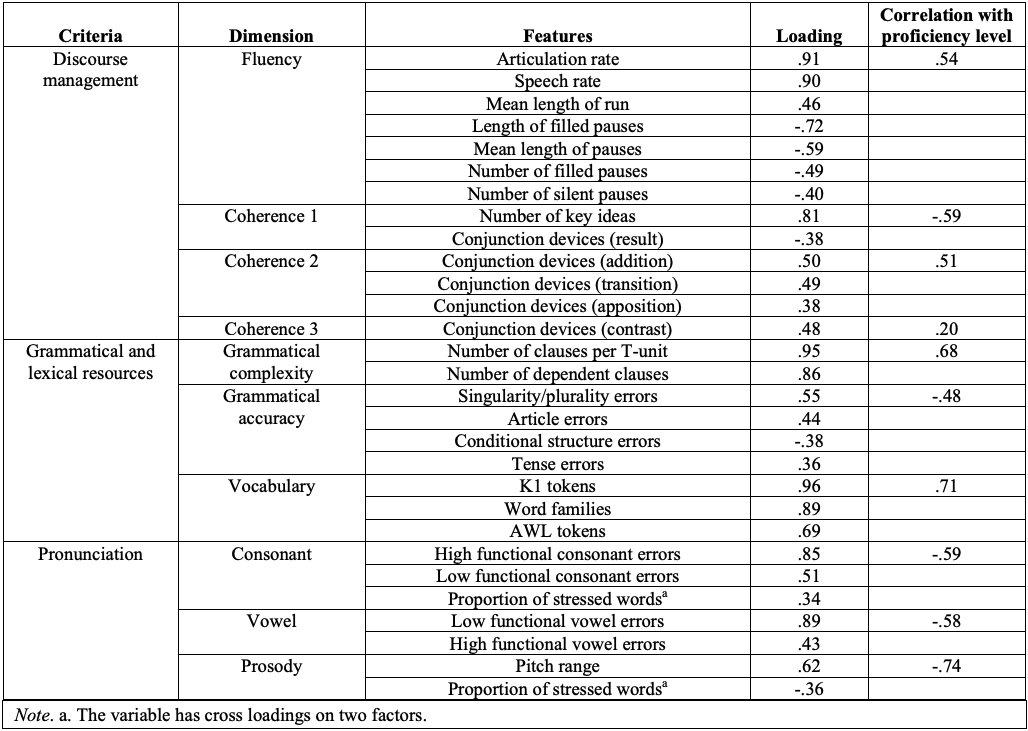 Criteria Dimension Features Loading Correlation with proficiency level
Discourse management Fluency Articulation rate .91 .54
Speech rate .90
Mean length of run .46
Length of filled pauses -.72
Mean length of pauses -.59
Number of filled pauses -.49
Number of silent pauses -.40
Coherence 1 Number of key ideas .81 -.59
Conjunction devices (result) -.38
Coherence 2 Conjunction devices (addition) .50 .51
Conjunction devices (transition) .49
Conjunction devices (apposition) .38
Coherence 3 Conjunction devices (contrast) .48 .20
Grammatical and lexical resources Grammatical complexity Number of clauses per T-unit .95 .68
Number of dependent clauses .86
Grammatical accuracy Singularity/plurality errors .55 -.48
Article errors .44
Conditional structure errors -.38
Tense errors .36
Vocabulary K1 tokens .96 .71
Word families .89
AWL tokens .69
Pronunciation Consonant High functional consonant errors .85 -.59
Low functional consonant errors .51
Proportion of stressed wordsa .34
Vowel Low functional vowel errors .89 -.58
High functional vowel errors .43
Prosody Pitch range .62 -.74
Proportion of stressed wordsa -.36
Note. a. The variable has cross loadings on two factors.